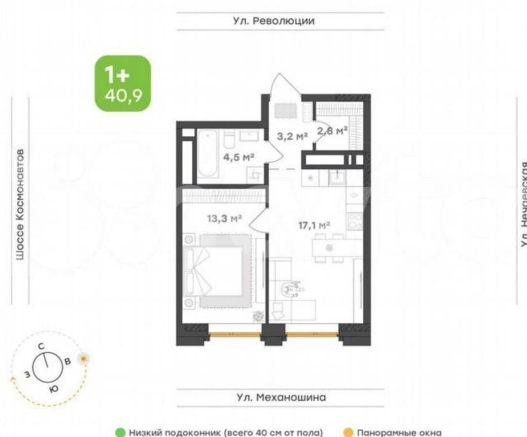 Ул. Революции
1+
40,9
Шоссе Космонавтов
Ул. Нечаевская
3,2 м²
2,8 м²
4,5 м²
13,3 м²
17,1 м²
С
З
В
Ю
Ул. Механошина
Низкий подоконник (всего 40 см от пола)
Панорамные окна